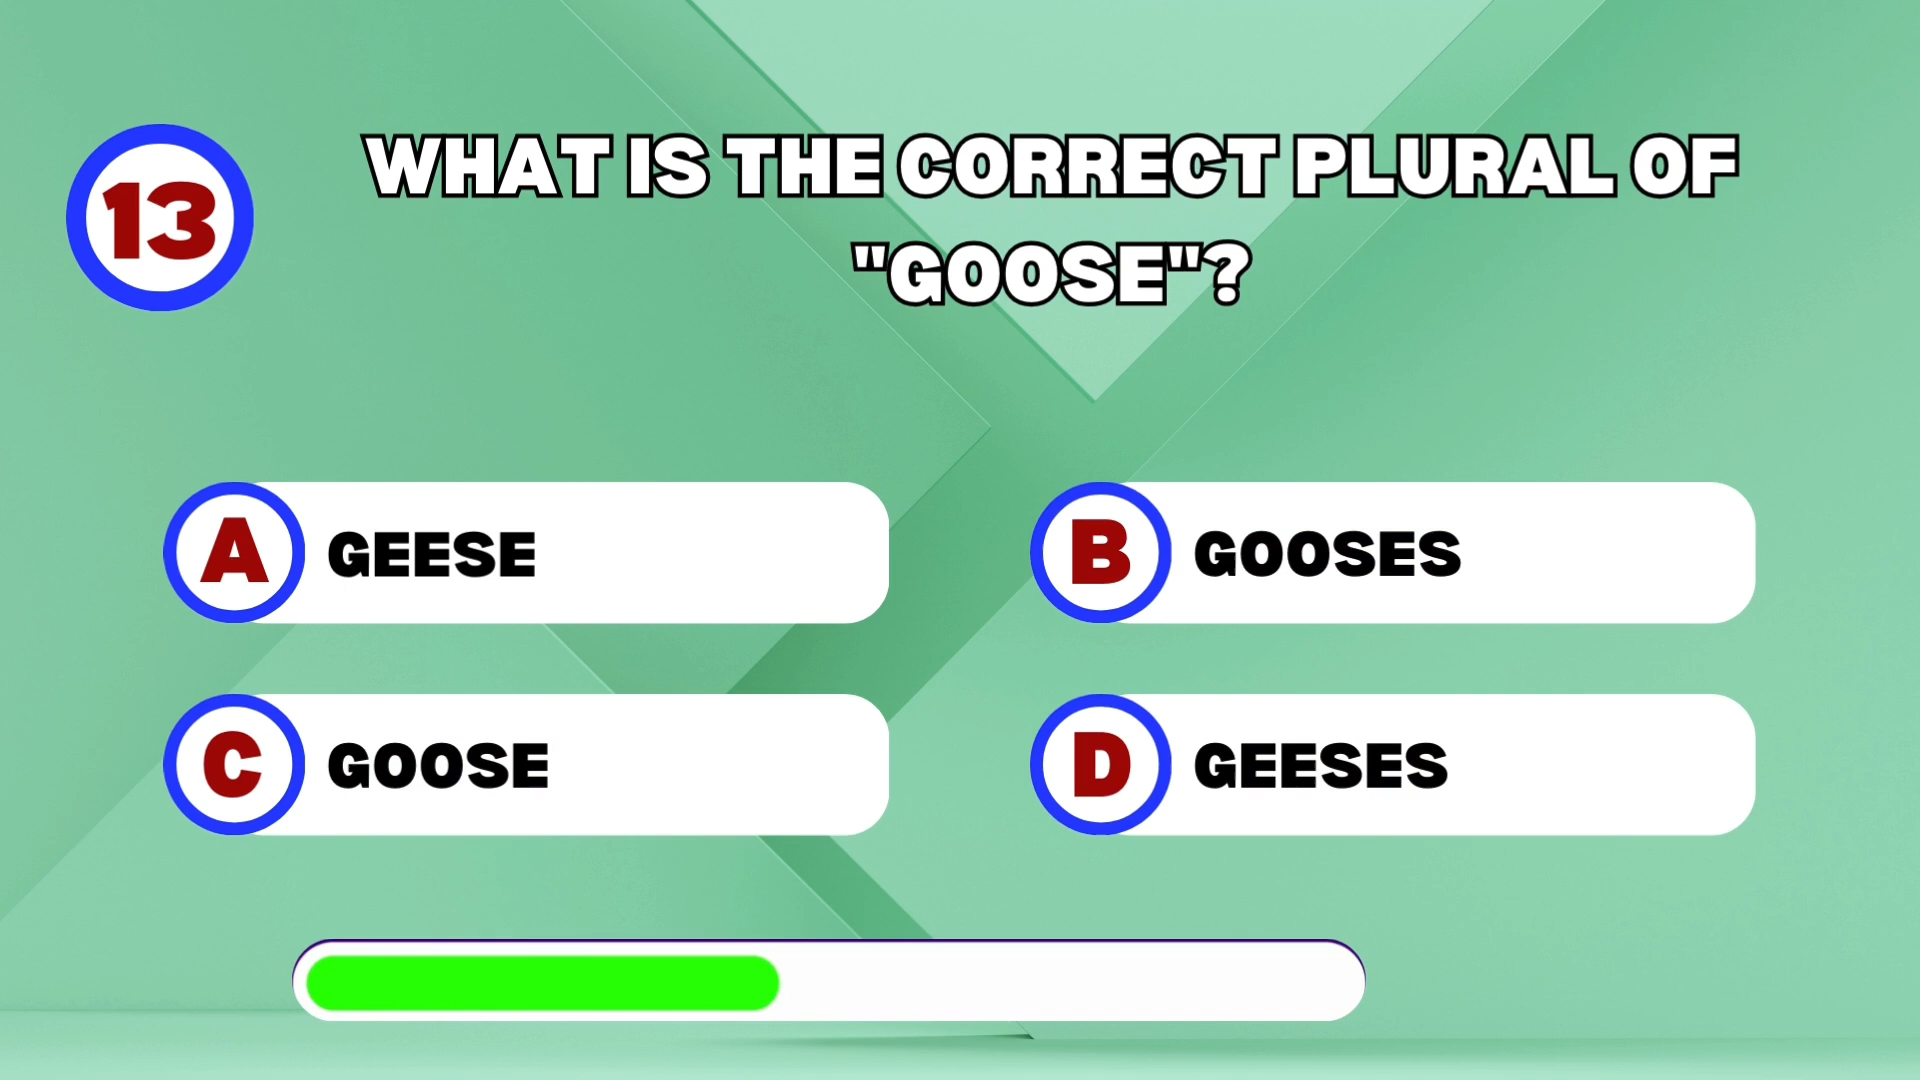 13
WHAT IS THE CORRECT PLURAL OF
"GOOSE"?
A GEESE
B GOOSES
C GOOSE
D GEESES